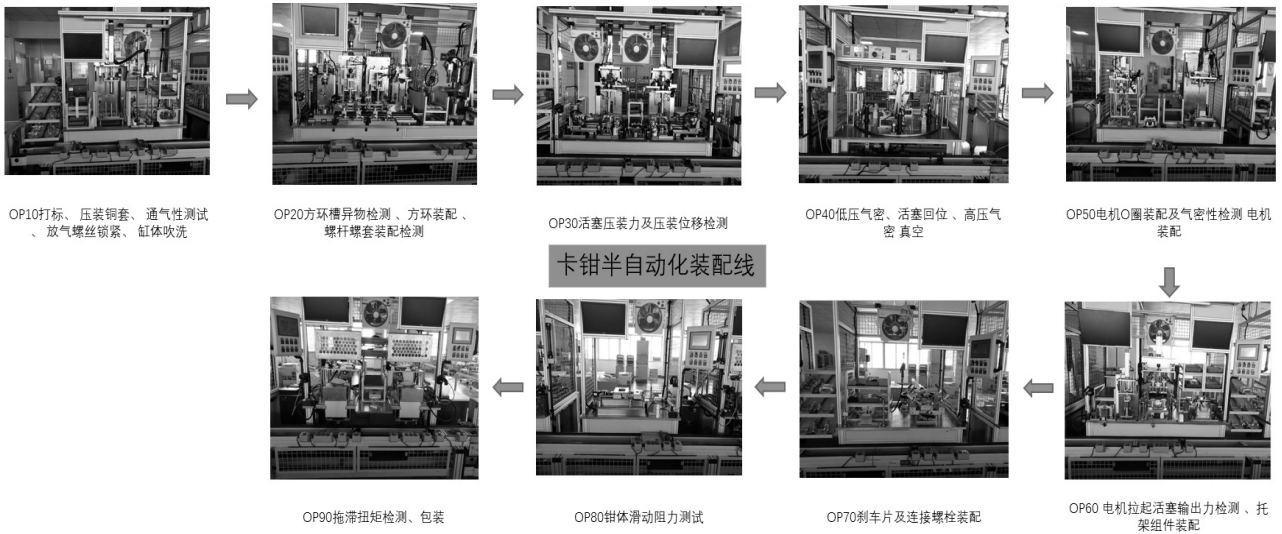 OP10打标、 压装铜套、 通气性测试
、 放气螺丝锁紧、 缸体吹洗
OP20方环槽异物检测 、方环装配 、
螺杆螺套装配检测
OP30活塞压装力及压装位移检测
OP40低压气密、活塞回位 、高压气
密 真空
OP50电机O圈装配及气密性检测 电机
装配
卡钳半自动化装配线
OP90拖滞扭矩检测、包装
OP80钳体滑动阻力测试
OP70刹车片及连接螺栓装配
OP60 电机拉起活塞输出力检测 、托
架组件装配